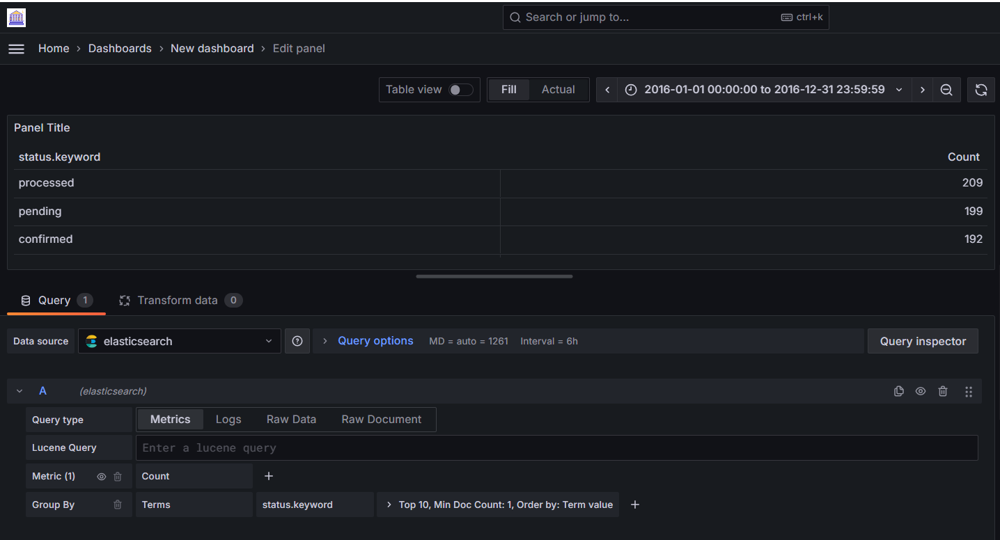 Search or jump to... ctrl+k
Home › Dashboards › New dashboard › Edit panel
Table view Fill Actual 2016-01-01 00:00:00 to 2016-12-31 23:59:59
Panel Title
status.keyword Count
processed 209
pending 199
confirmed 192
Query 1 Transform data 0
Data source elasticsearch Query options MD = auto = 1261 Interval = 6h Query inspector
A (elasticsearch)
Query type Metrics Logs Raw Data Raw Document
Lucene Query Enter a lucene query
Metric (1) Count +
Group By Terms status.keyword › Top 10, Min Doc Count: 1, Order by: Term value +